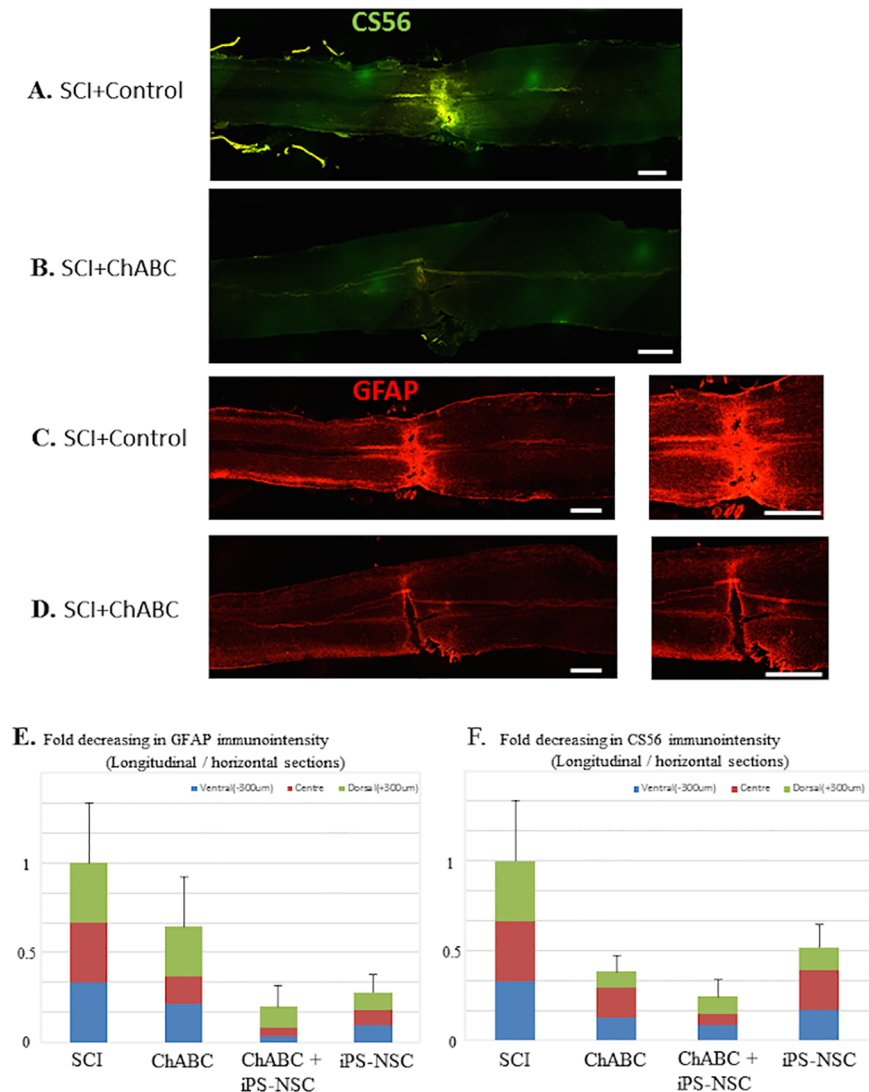 CS56
A. SCI+Control
B. SCI+ChABC
GFAP
C. SCI+Control
D. SCI+ChABC
E. Fold decreasing in GFAP immunointensity
(Longitudinal / horizontal sections)
Ventral(-300um) Centre Dorsal(+300um)
1
0.5
0
SCI ChABC ChABC + iPS-NSC
iPS-NSC
F. Fold decreasing in CS56 immunointensity
(Longitudinal / horizontal sections)
Ventral(-300um) Centre Dorsal(+300um)
1
0.5
0
SCI ChABC ChABC + iPS-NSC
iPS-NSC